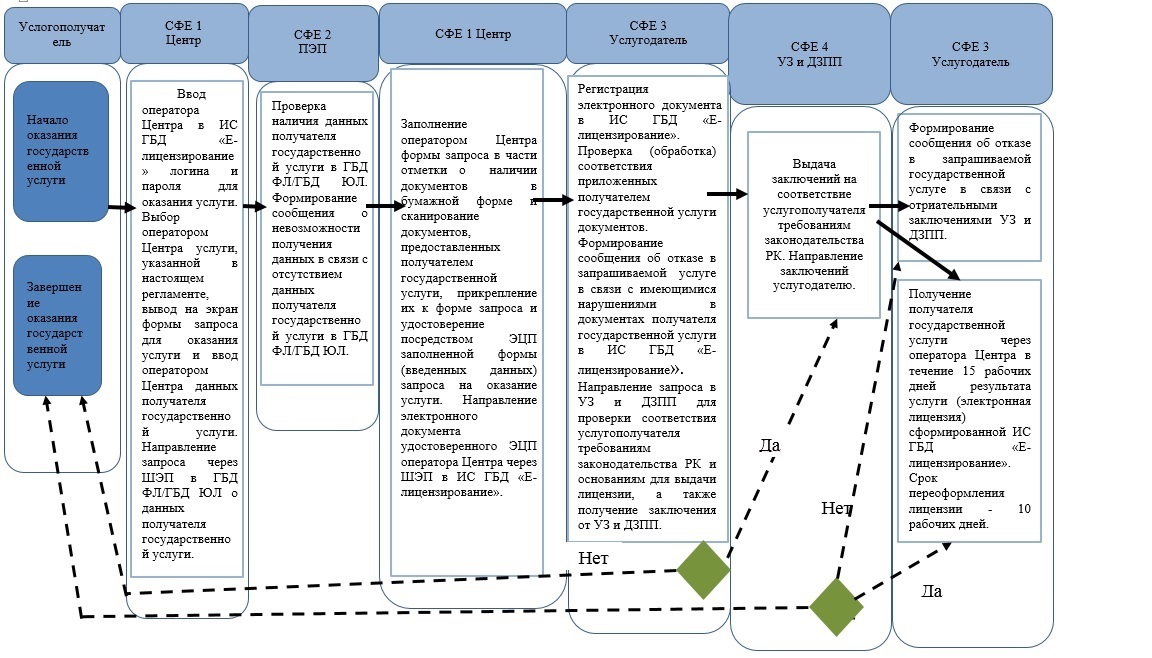 Услогополучат
ель
СФЕ 1
Центр
СФЕ 2
ПЭП
СФЕ 1 Центр
СФЕ 3
Услугодатель
СФЕ 4
УЗ и ДЗПП
СФЕ 3
Услугодатель
Начало
оказания
государств
енной
услуги
Завершен
ие
оказания
государст
венной
услуги
Ввод
оператора
Центра в ИС
ГБД «Е-
лицензирование
» логина и
пароля для
оказания услуги.
Выбор
оператором
Центра услуги,
указанной в
настоящем
регламенте,
вывод на экран
формы запроса
для оказания
услуги и ввод
оператором
Центра данных
получателя
государственно
й услуги.
Направление
запроса через
ШЭП в ГБД
ФЛ/ГБД ЮЛ о
данных
получателя
государственно
й услуги.
Проверка
наличия данных
получателя
государственно
й услуги в ГБД
ФЛ/ГБД ЮЛ.
Формирование
сообщения о
невозможности
получения
данных в связи с
отсутствием
данных
получателя
государственно
й услуги в ГБД
ФЛ/ГБД ЮЛ.
Заполнение
оператором Центра
формы запроса в части
отметки о наличии
документов в
бумажной форме и
сканирование
документов,
предоставленных
получателем
государственной
услуги, прикрепление
их к форме запроса и
удостоверение
посредством ЭЦП
заполненной формы
(введенных данных)
запроса на оказание
услуги. Направление
электронного
документа
удостоверенного ЭЦП
оператора Центра через
ШЭП в ИС ГБД «Е-
лицензирование».
Регистрация
электронного документа
в ИС ГБД «Е-
лицензирование».
Проверка (обработка)
соответствия
приложенных
получателем
государственной услуги
документов.
Формирование
сообщения об отказе в
запрашиваемой услуге
в связи с имеющимися
нарушениями в
документах получателя
государственной услуги
в ИС ГБД «Е-
лицензирование».
Направление запроса в
УЗ и ДЗПП для
проверки соответствия
услугополучателя
требованиям
законодательства РК и
основаниям для выдачи
лицензии, а также
получение заключения
от УЗ и ДЗПП.
Выдача
заключений на
соответствие
услугополучателя
требованиям
законодательства
РК. Направление
заключений
услугодателю.
Формирование
сообщения об отказе в
запрашиваемой
государственной
услуге в связи с
отриательными
заключениями УЗ и
ДЗПП.
Получение
получателя
государственной
услуги через
оператора Центра в
течение 15 рабочих
дней результата
услуги (электронная
лицензия)
сформированной ИС
ГБД «Е-
лицензирование».
Срок
переоформления
лицензии - 10
рабочих дней.
Да
Нет
Нет
Да